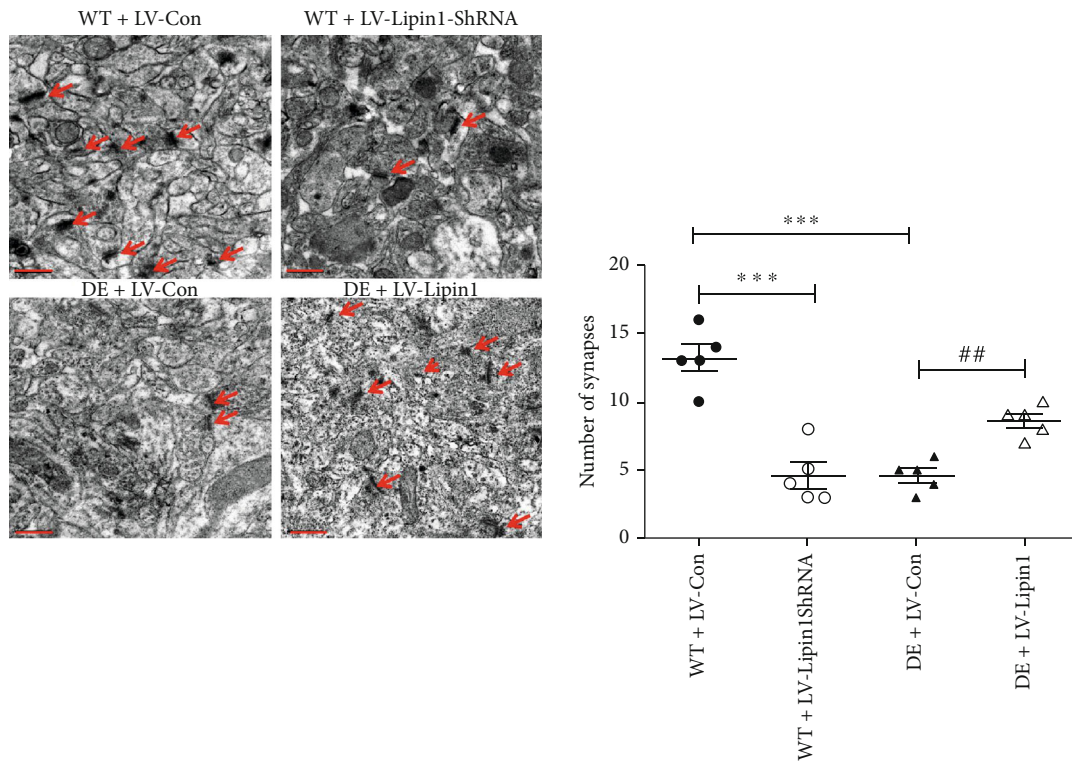 WT + LV-Con
WT + LV-Lipin1-ShRNA
DE + LV-Con
DE + LV-Lipin1
***
***
##
20
15
10
5
0
Number of synapses
WT + LV-Con
WT + LV-Lipin1ShRNA
DE + LV-Con
DE + LV-Lipin1